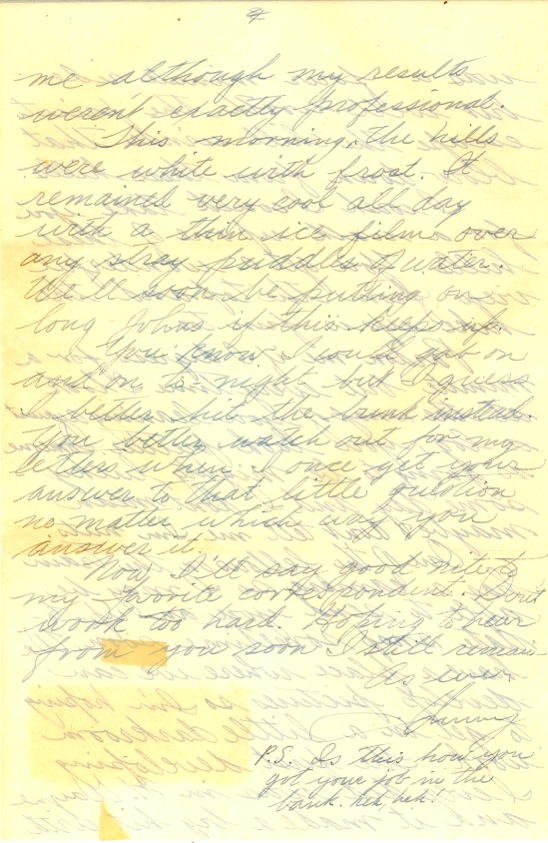 4
me although my results
weren't exactly professional.
This morning, the hills
were white with frost. It
remained very cool all day
with a thin ice film over
any stray puddles of water.
We'll soon be putting on
long Johns if this keeps up.
You know, I could gab on
and on to-night but I guess
I better hit the bunk instead.
You better watch out for my
letters when I once get your
answer to that little question
no matter which way you
answer it.
Now, I'll say good nite to
my favorite correspondent. Don't
work too hard. Hoping to hear
from you soon I still remain
As ever
P.S. Is this how you
got your job in the
bank. heh, heh!